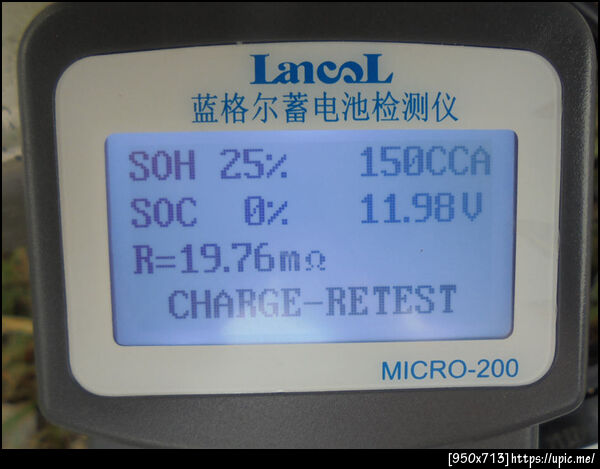 LancoL
蓝格尔蓄电池检测仪
SOH 25% 150CCA
SOC 0% 11.98V
R=19.76mΩ
CHARGE-RETEST
MICRO-200
[950x713]https://upic.me/